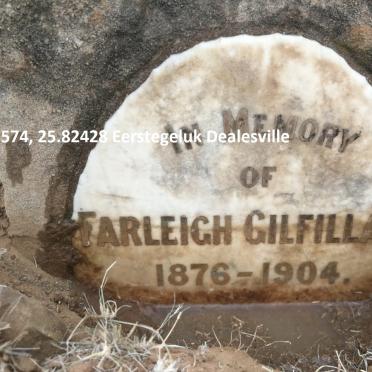 In Memory
574, 25.82428 Eerstegeluk Dealesville
OF
FARLEIGH GILFILLA
1876-1904.